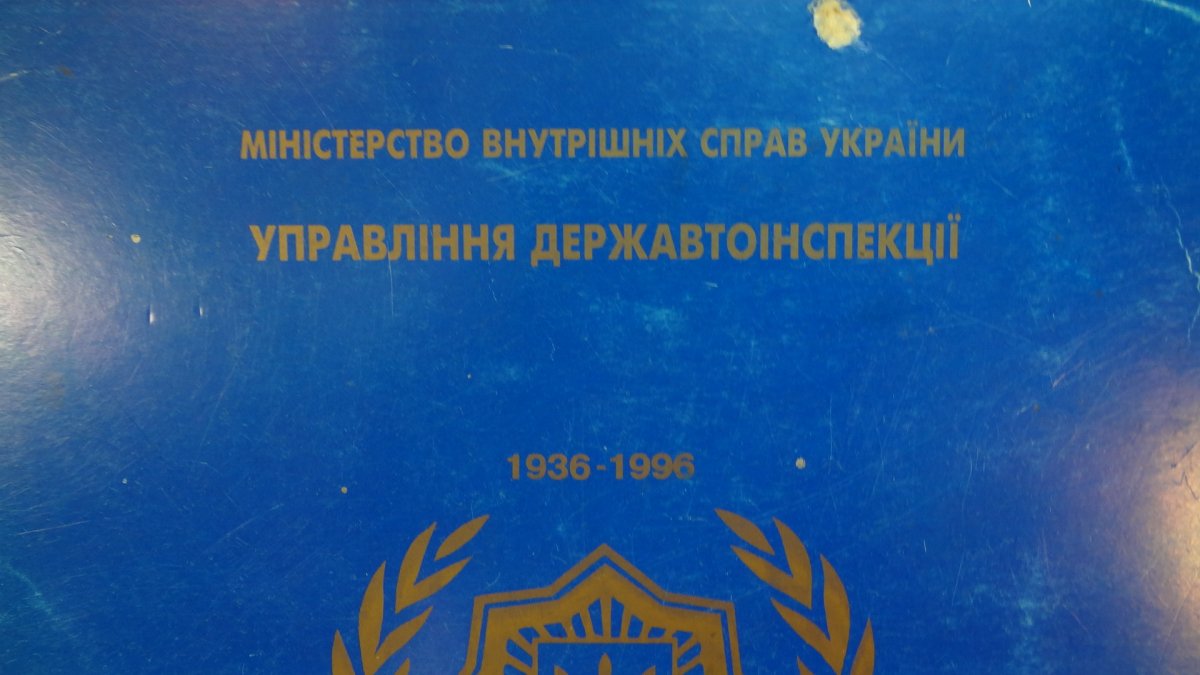 МІНІСТЕРСТВО ВНУТРІШНІХ СПРАВ УКРАЇНИ
УПРАВЛІННЯ ДЕРЖАВТОІНСПЕКЦІЇ
1936-1996